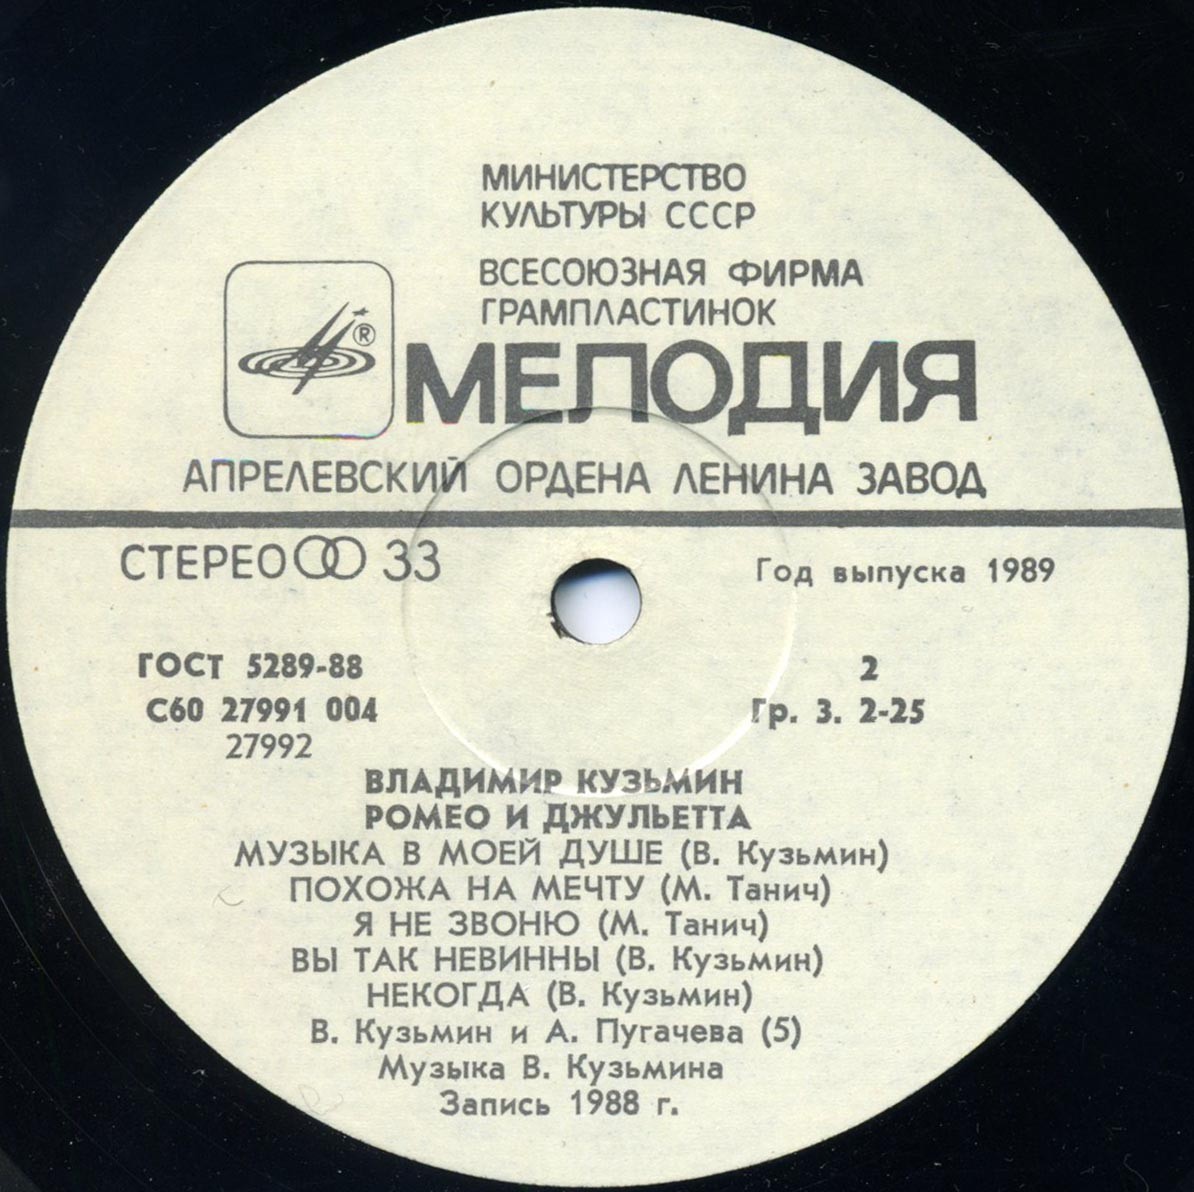 МИНИСТЕРСТВО
КУЛЬТУРЫ СССР
ВСЕСОЮЗНАЯ ФИРМА
ГРАМПЛАСТИНОК
®
МЕЛОДИЯ
АПРЕЛЕВСКИЙ ОРДЕНА ЛЕНИНА ЗАВОД
СТЕРЕО 33
Год выпуска 1989
ГОСТ 5289-88
2
С60 27991 004
Гр. 3. 2-25
27992
ВЛАДИМИР КУЗЬМИН
РОМЕО И ДЖУЛЬЕТТА
МУЗЫКА В МОЕЙ ДУШЕ (В. Кузьмин)
ПОХОЖА НА МЕЧТУ (М. Танич)
Я НЕ ЗВОНЮ (М. Танич)
ВЫ ТАК НЕВИННЫ (В. Кузьмин)
НЕКОГДА (В. Кузьмин)
В. Кузьмин и А. Пугачева (5)
Музыка В. Кузьмина
Запись 1988 г.